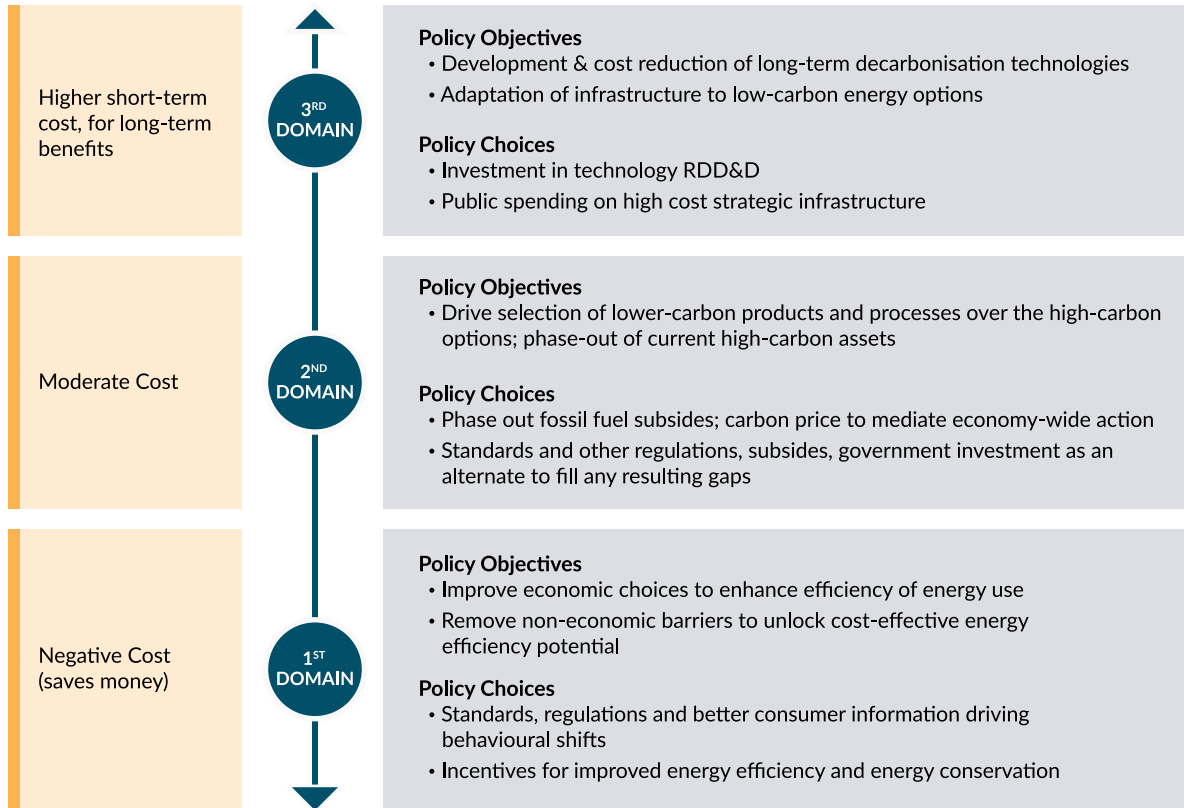 Higher short-term
cost, for long-term
benefits
3RD
DOMAIN
Policy Objectives
• Development & cost reduction of long-term decarbonisation technologies
• Adaptation of infrastructure to low-carbon energy options
Policy Choices
• Investment in technology RDD&D
• Public spending on high cost strategic infrastructure
Moderate Cost
2ND
DOMAIN
Policy Objectives
• Drive selection of lower-carbon products and processes over the high-carbon
options; phase-out of current high-carbon assets
Policy Choices
• Phase out fossil fuel subsides; carbon price to mediate economy-wide action
• Standards and other regulations, subsides, government investment as an
alternate to fill any resulting gaps
Negative Cost
(saves money)
1ST
DOMAIN
Policy Objectives
• Improve economic choices to enhance efficiency of energy use
• Remove non-economic barriers to unlock cost-effective energy
efficiency potential
Policy Choices
• Standards, regulations and better consumer information driving
behavioural shifts
• Incentives for improved energy efficiency and energy conservation